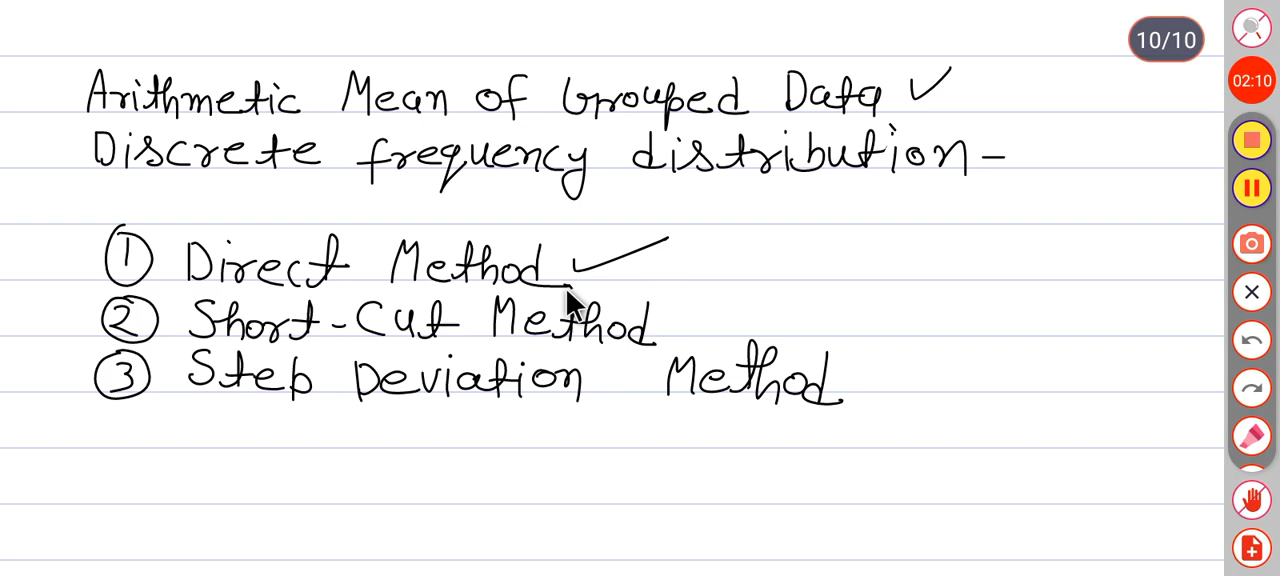 10/10
02:10
Arithmetic Mean of Grouped Data ✓
Discrete frequency distribution -
① Direct Method ✓
② Short-Cut Method
③ Step Deviation Method